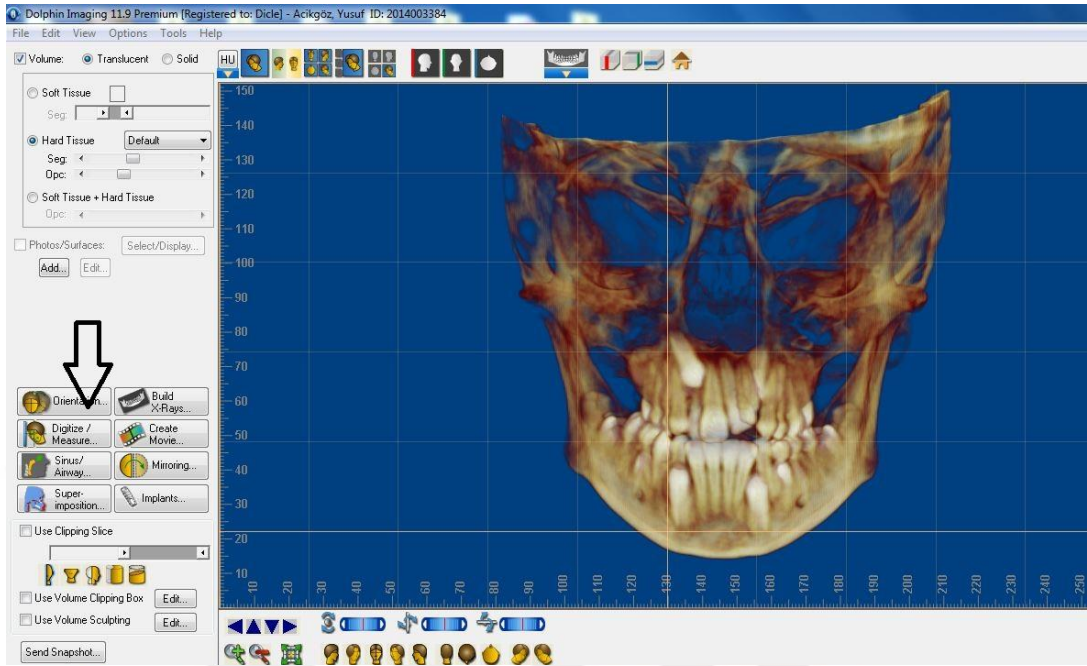 Dolphin Imaging 11.9 Premium [Registered to: Dicle] - Acikgöz, Yusuf ID: 2014003384
File Edit View Options Tools Help
Volume: Translucent Solid
HU
Soft Tissue
Seg:
Hard Tissue Default
Seg:
Opc:
Soft Tissue + Hard Tissue
Opc:
Photos/Surfaces: Select/Display...
Add... Edit...
Build
X-Rays...
Digitize /
Measure...
Create
Movie...
Sinus/
Airway...
Mirroring...
Super-
imposition...
Implants...
Use Clipping Slice
Use Volume Clipping Box Edit...
Use Volume Sculpting Edit...
Send Snapshot...
150
140
130
120
110
100
90
80
70
60
50
40
30
20
10
10 20 30 40 50 60 70 80 90 100 110 120 130 140 150 160 170 180 190 200 210 220 230 240 250